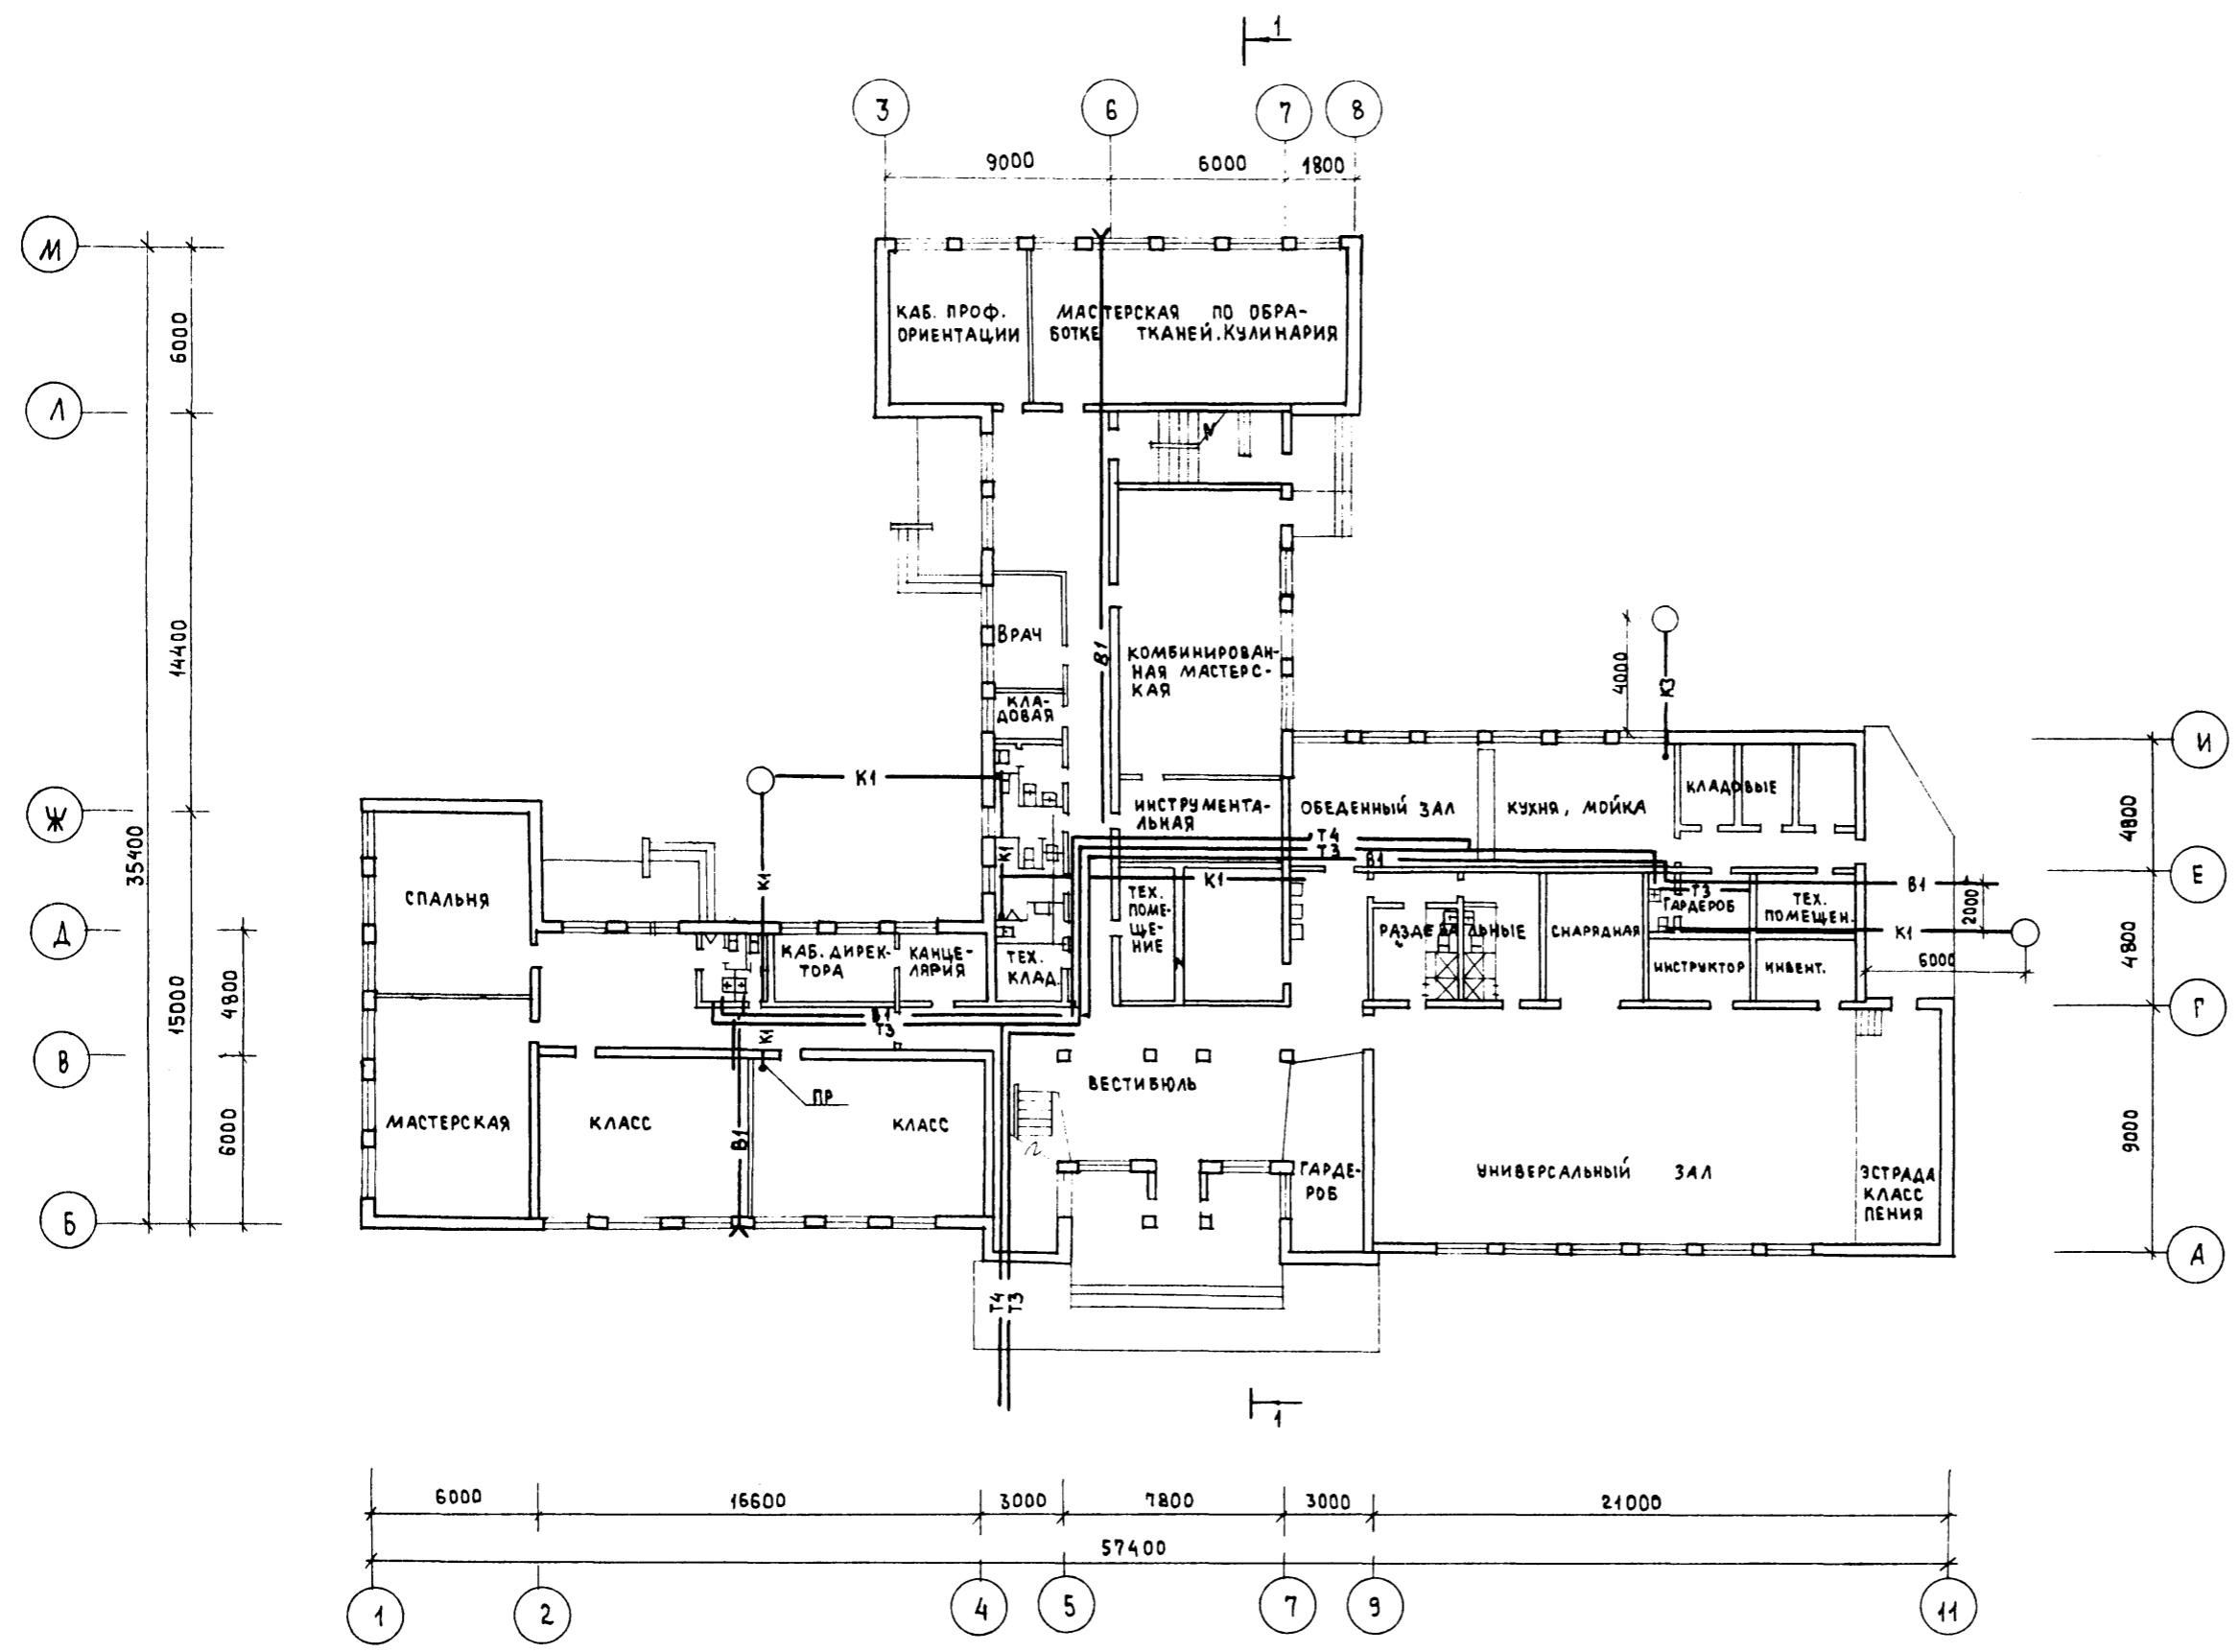 1
3
6
7
8
9000
6000
1800
М
Л
Ж
Д
В
Б
6000
14400
35400
15000
4800
6000
КАБ. ПРОФ.
ОРИЕНТАЦИИ
МАСТЕРСКАЯ ПО ОБРА-
БОТКЕ ТКАНЕЙ. КУЛИНАРИЯ
ВРАЧ
КЛА-
ДОВАЯ
В1
КОМБИНИРОВАН-
НАЯ МАСТЕРС-
КАЯ
4000
К3
И
Е
Г
А
4800
4800
9000
К1
К1
К1
ИНСТРУМЕНТА-
ЛЬНАЯ
ОБЕДЕННЫЙ ЗАЛ
КУХНЯ, МОЙКА
КЛАДОВЫЕ
Т4
Т3
В1
К1
СПАЛЬНЯ
КАБ. ДИРЕК-
ТОРА
КАНЦЕ-
ЛЯРИЯ
ТЕХ.
КЛАД.
ТЕХ.
ПОМЕ-
ЩЕ-
НИЕ
РАЗДЕВАЛЬНЫЕ
СНАРЯДНАЯ
Т3
ГАРДЕРОБ
ТЕХ.
ПОМЕЩЕН.
В1
2000
К1
6000
ИНСТРУКТОР
ИНВЕНТ.
В1
Т3
К1
ПР
ВЕСТИБЮЛЬ
МАСТЕРСКАЯ
КЛАСС
В1
КЛАСС
ГАРДЕ-
РОБ
УНИВЕРСАЛЬНЫЙ ЗАЛ
ЭСТРАДА
КЛАСС
ПЕНИЯ
Т4
Т3
1
6000
16600
3000
7800
3000
21000
57400
1
2
4
5
7
9
11